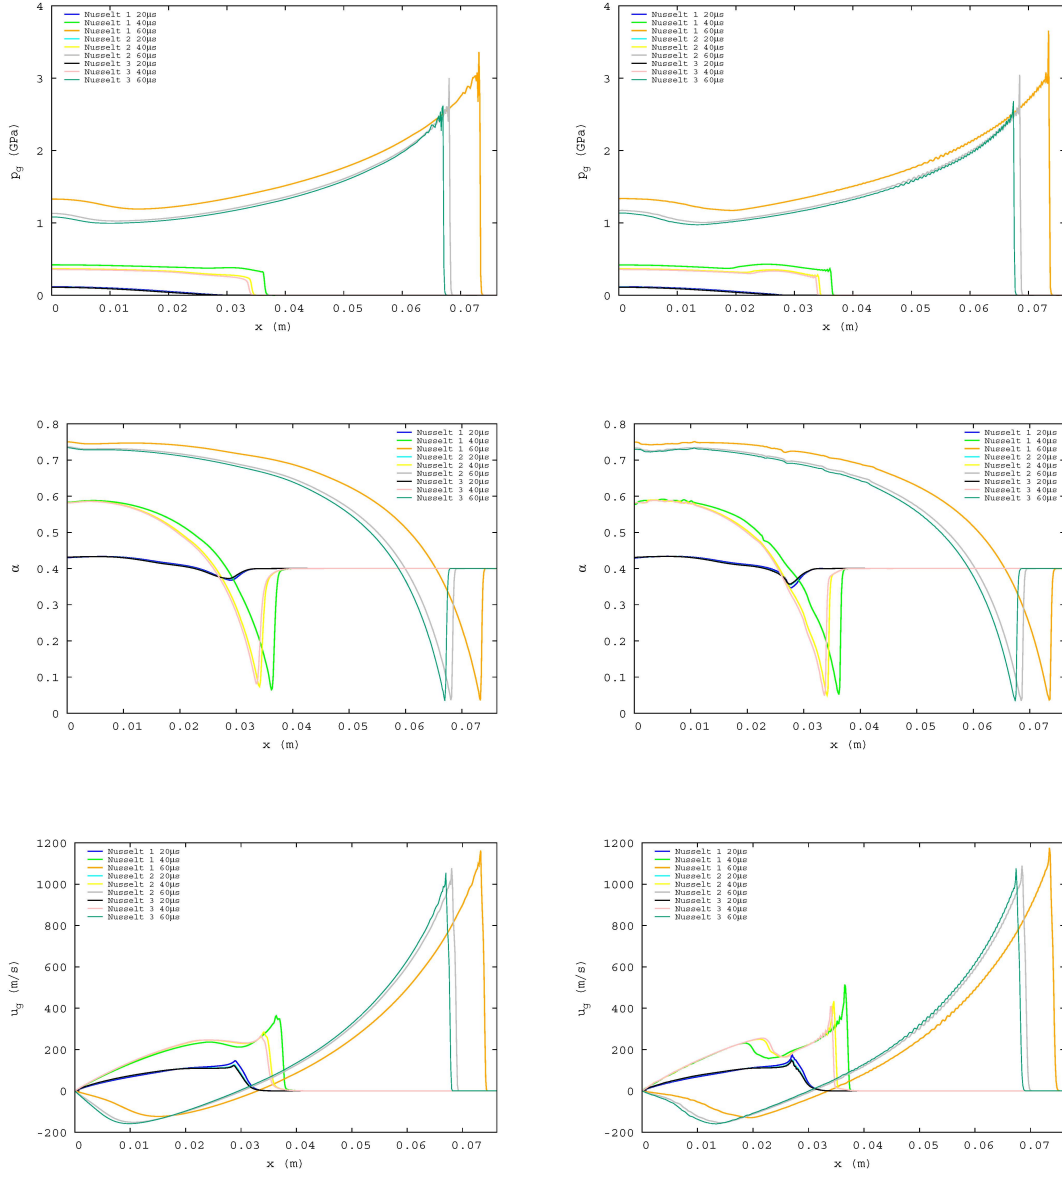 4
3
2
1
0
p_g (GPa)
Nusselt 1 20μs
Nusselt 1 40μs
Nusselt 1 60μs
Nusselt 2 20μs
Nusselt 2 40μs
Nusselt 2 60μs
Nusselt 3 20μs
Nusselt 3 40μs
Nusselt 3 60μs
0 0.01 0.02 0.03 0.04 0.05 0.06 0.07
x (m)
4
3
2
1
0
p_g (GPa)
Nusselt 1 20μs
Nusselt 1 40μs
Nusselt 1 60μs
Nusselt 2 20μs
Nusselt 2 40μs
Nusselt 2 60μs
Nusselt 3 20μs
Nusselt 3 40μs
Nusselt 3 60μs
0 0.01 0.02 0.03 0.04 0.05 0.06 0.07
x (m)
0.8
0.7
0.6
0.5
0.4
0.3
0.2
0.1
0
α
Nusselt 1 20μs
Nusselt 1 40μs
Nusselt 1 60μs
Nusselt 2 20μs
Nusselt 2 40μs
Nusselt 2 60μs
Nusselt 3 20μs
Nusselt 3 40μs
Nusselt 3 60μs
0 0.01 0.02 0.03 0.04 0.05 0.06 0.07
x (m)
0.8
0.7
0.6
0.5
0.4
0.3
0.2
0.1
0
α
Nusselt 1 20μs
Nusselt 1 40μs
Nusselt 1 60μs
Nusselt 2 20μs
Nusselt 2 40μs
Nusselt 2 60μs
Nusselt 3 20μs
Nusselt 3 40μs
Nusselt 3 60μs
0 0.01 0.02 0.03 0.04 0.05 0.06 0.07
x (m)
1200
1000
800
600
400
200
0
-200
u_g (m/s)
Nusselt 1 20μs
Nusselt 1 40μs
Nusselt 1 60μs
Nusselt 2 20μs
Nusselt 2 40μs
Nusselt 2 60μs
Nusselt 3 20μs
Nusselt 3 40μs
Nusselt 3 60μs
0 0.01 0.02 0.03 0.04 0.05 0.06 0.07
x (m)
1200
1000
800
600
400
200
0
-200
u_g (m/s)
Nusselt 1 20μs
Nusselt 1 40μs
Nusselt 1 60μs
Nusselt 2 20μs
Nusselt 2 40μs
Nusselt 2 60μs
Nusselt 3 20μs
Nusselt 3 40μs
Nusselt 3 60μs
0 0.01 0.02 0.03 0.04 0.05 0.06 0.07
x (m)